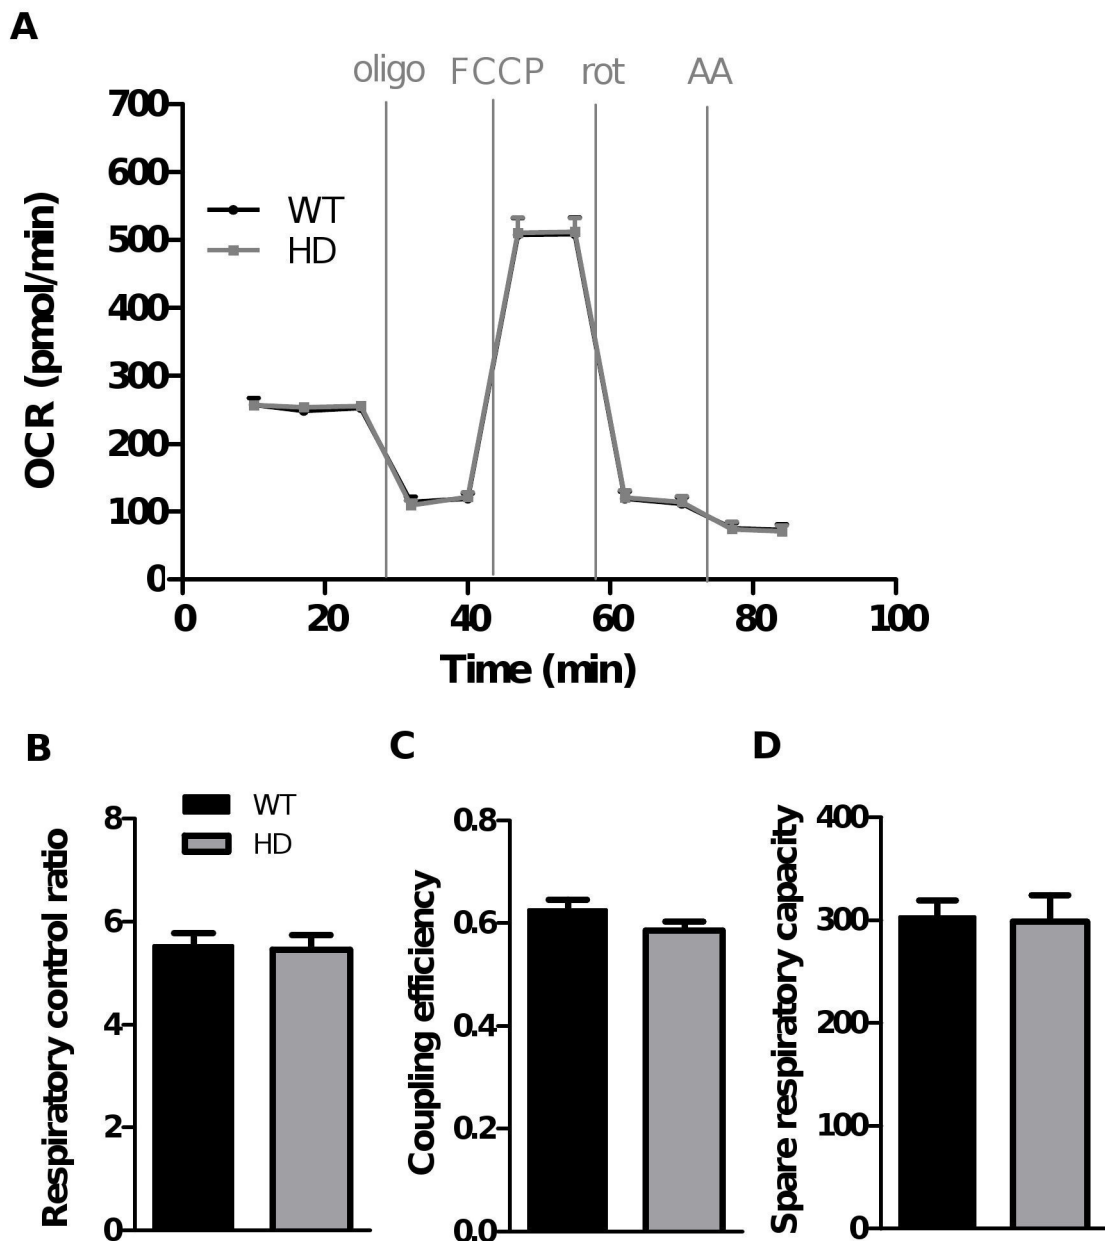 A
oligo FCCP rot AA
700
600
500
400
300
200
100
0
OCR (pmol/min)
WT
HD
0 20 40 60 80 100
Time (min)
B
WT
HD
8
6
4
2
0
Respiratory control ratio
C
0.8
0.6
0.4
0.2
0.0
Coupling efficiency
D
400
300
200
100
0
Spare respiratory capacity